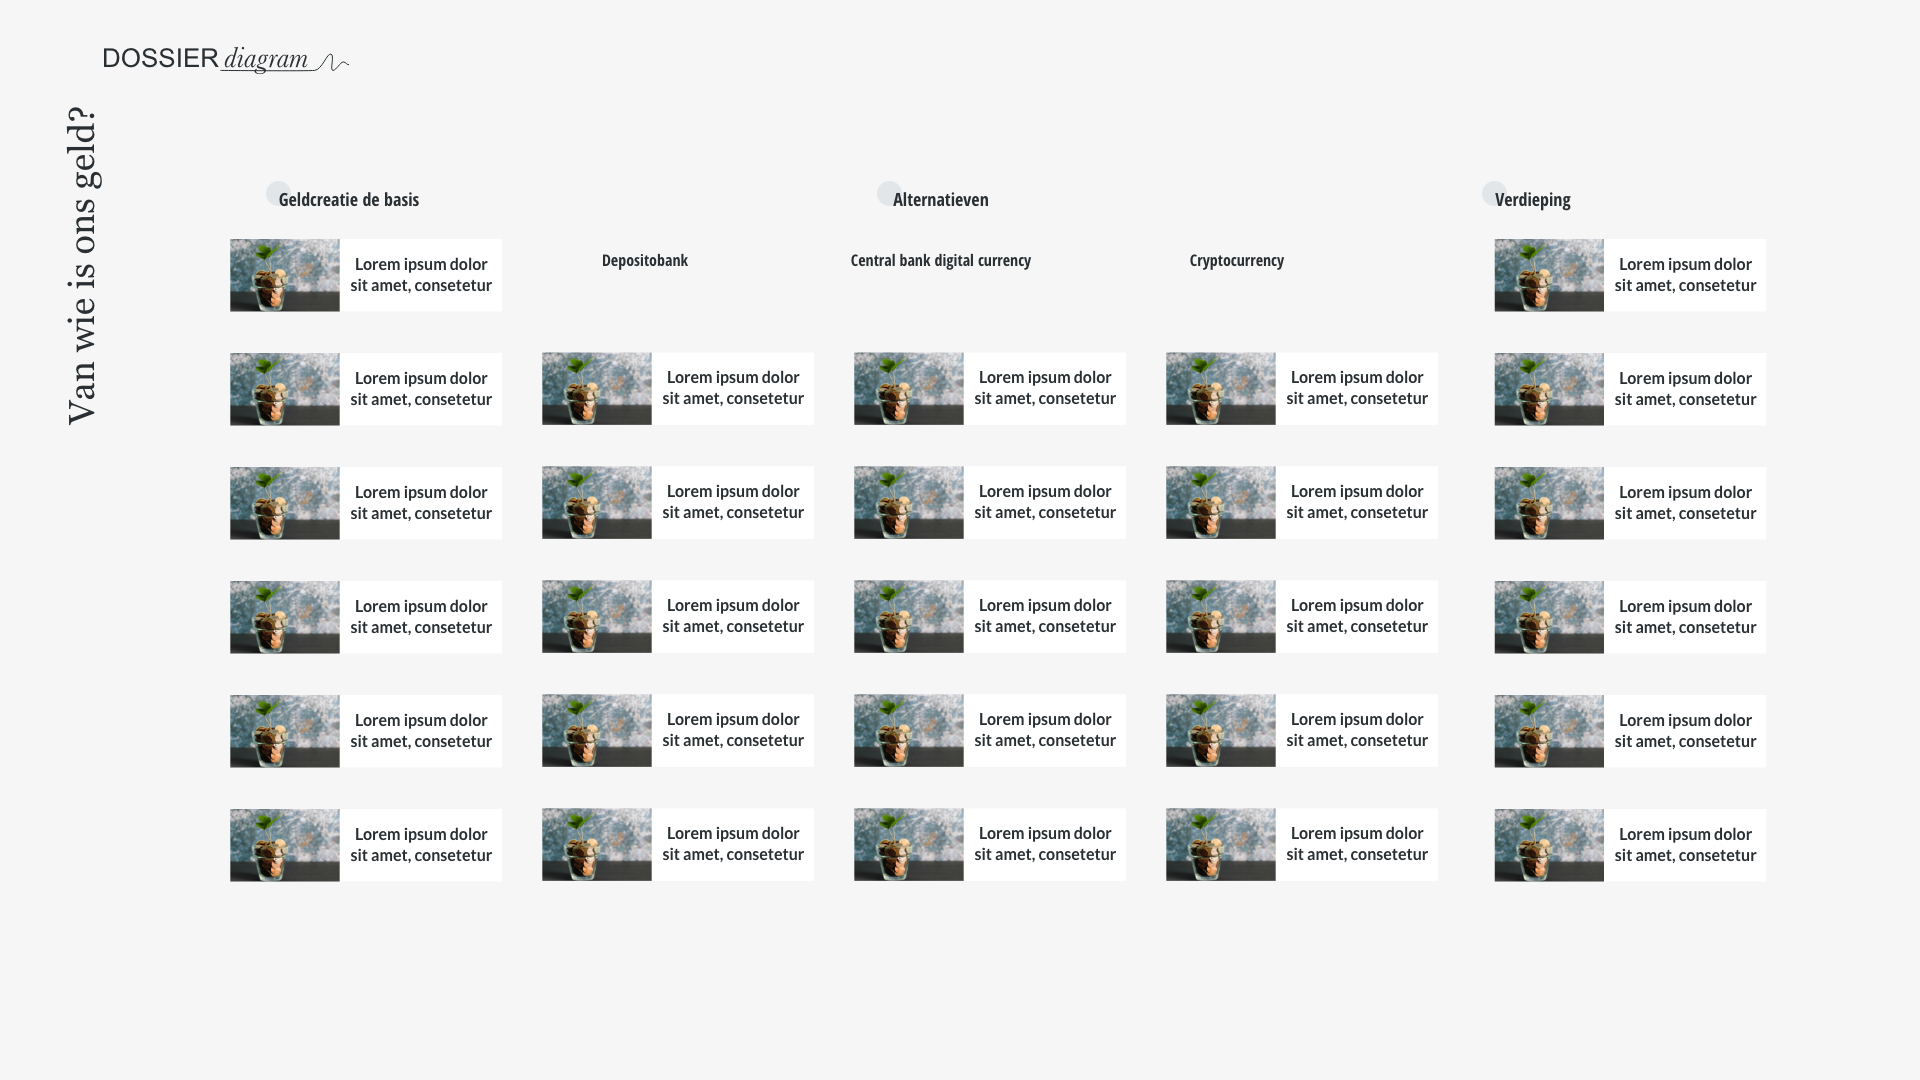 DOSSIER diagram
Van wie is ons geld?
Geldcreatie de basis
Lorem ipsum dolor
sit amet, consetetur
Lorem ipsum dolor
sit amet, consetetur
Lorem ipsum dolor
sit amet, consetetur
Lorem ipsum dolor
sit amet, consetetur
Lorem ipsum dolor
sit amet, consetetur
Lorem ipsum dolor
sit amet, consetetur
Alternatieven
Depositobank
Lorem ipsum dolor
sit amet, consetetur
Lorem ipsum dolor
sit amet, consetetur
Lorem ipsum dolor
sit amet, consetetur
Lorem ipsum dolor
sit amet, consetetur
Lorem ipsum dolor
sit amet, consetetur
Central bank digital currency
Lorem ipsum dolor
sit amet, consetetur
Lorem ipsum dolor
sit amet, consetetur
Lorem ipsum dolor
sit amet, consetetur
Lorem ipsum dolor
sit amet, consetetur
Lorem ipsum dolor
sit amet, consetetur
Cryptocurrency
Lorem ipsum dolor
sit amet, consetetur
Lorem ipsum dolor
sit amet, consetetur
Lorem ipsum dolor
sit amet, consetetur
Lorem ipsum dolor
sit amet, consetetur
Lorem ipsum dolor
sit amet, consetetur
Verdieping
Lorem ipsum dolor
sit amet, consetetur
Lorem ipsum dolor
sit amet, consetetur
Lorem ipsum dolor
sit amet, consetetur
Lorem ipsum dolor
sit amet, consetetur
Lorem ipsum dolor
sit amet, consetetur
Lorem ipsum dolor
sit amet, consetetur